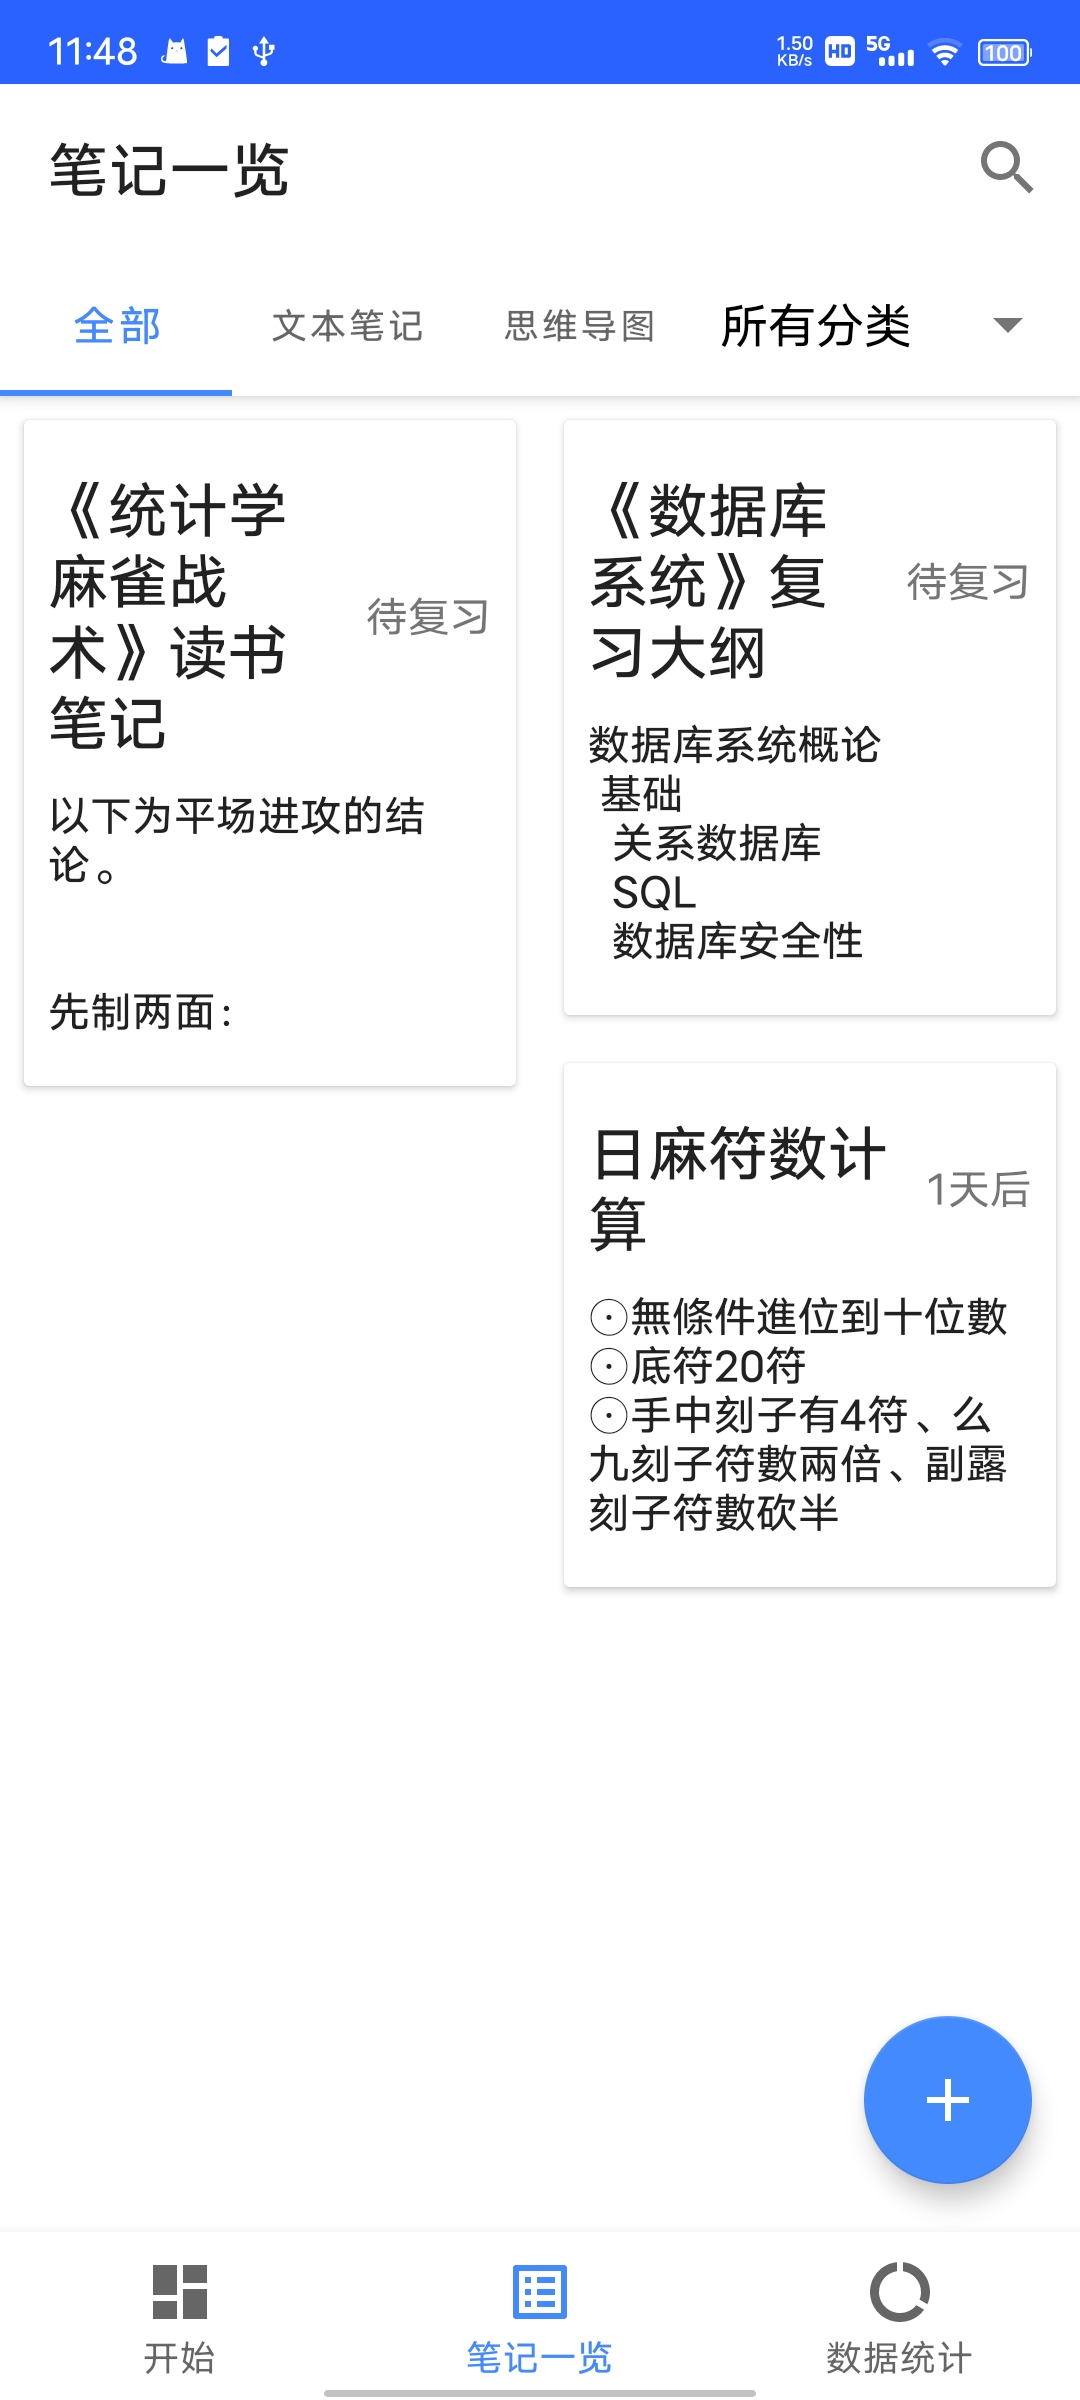 11:48
1.50
KB/s
HD
5G
100
笔记一览
全部
文本笔记
思维导图
所有分类
《统计学
麻雀战
术》读书
笔记
待复习
以下为平场进攻的结
论。
先制两面:
《数据库
系统》复
习大纲
待复习
数据库系统概论
基础
关系数据库
SQL
数据库安全性
日麻符数计
算
1天后
⊙無條件進位到十位數
⊙底符20符
⊙手中刻子有4符、么
九刻子符數兩倍、副露
刻子符數砍半
开始
笔记一览
数据统计